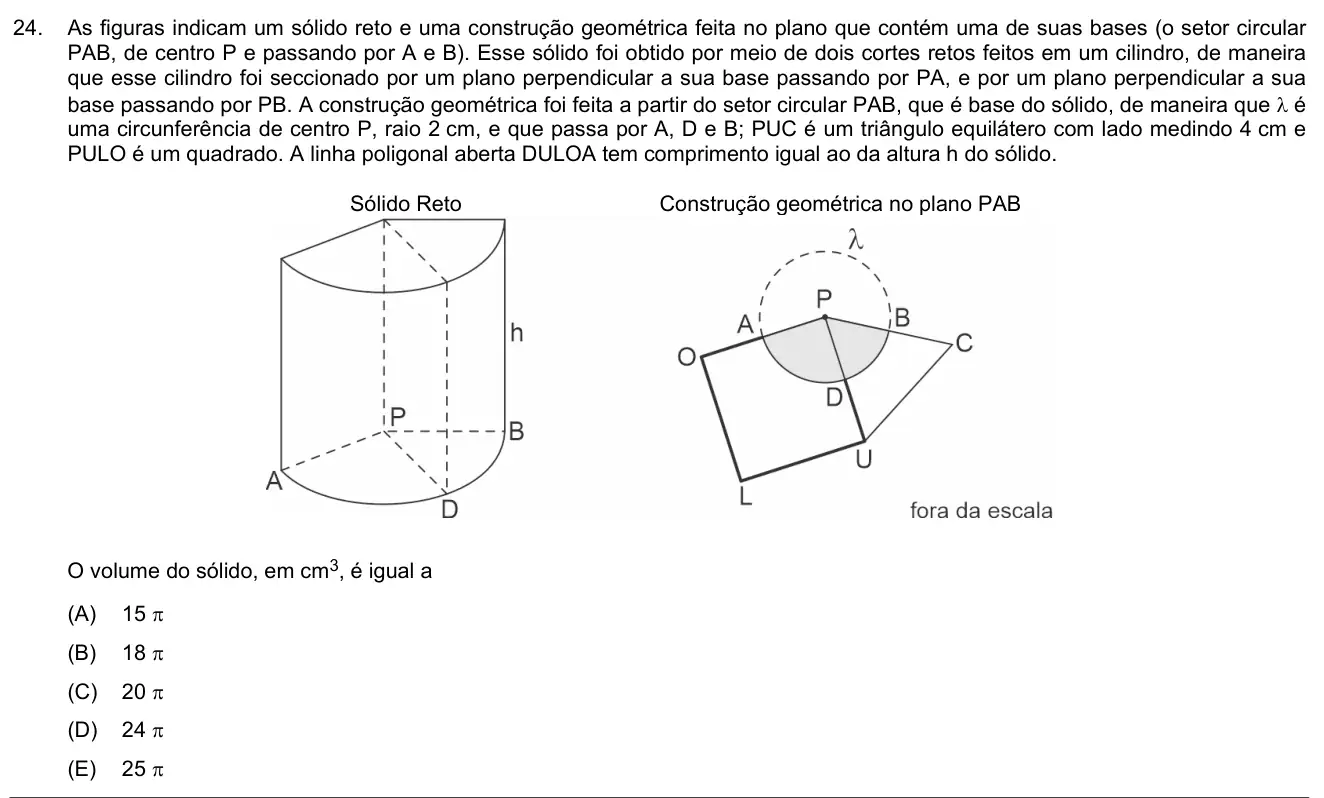 24. As figuras indicam um sólido reto e uma construção geométrica feita no plano que contém uma de suas bases (o setor circular
PAB, de centro P e passando por A e B). Esse sólido foi obtido por meio de dois cortes retos feitos em um cilindro, de maneira
que esse cilindro foi seccionado por um plano perpendicular a sua base passando por PA, e por um plano perpendicular a sua
base passando por PB. A construção geométrica foi feita a partir do setor circular PAB, que é base do sólido, de maneira que λ é
uma circunferência de centro P, raio 2 cm, e que passa por A, D e B; PUC é um triângulo equilátero com lado medindo 4 cm e
PULO é um quadrado. A linha poligonal aberta DULOA tem comprimento igual ao da altura h do sólido.
Sólido Reto
Construção geométrica no plano PAB
h
P
B
A
D
λ
P
A
B
C
O
D
U
L
fora da escala
O volume do sólido, em cm³, é igual a
(A) 15 π
(B) 18 π
(C) 20 π
(D) 24 π
(E) 25 π